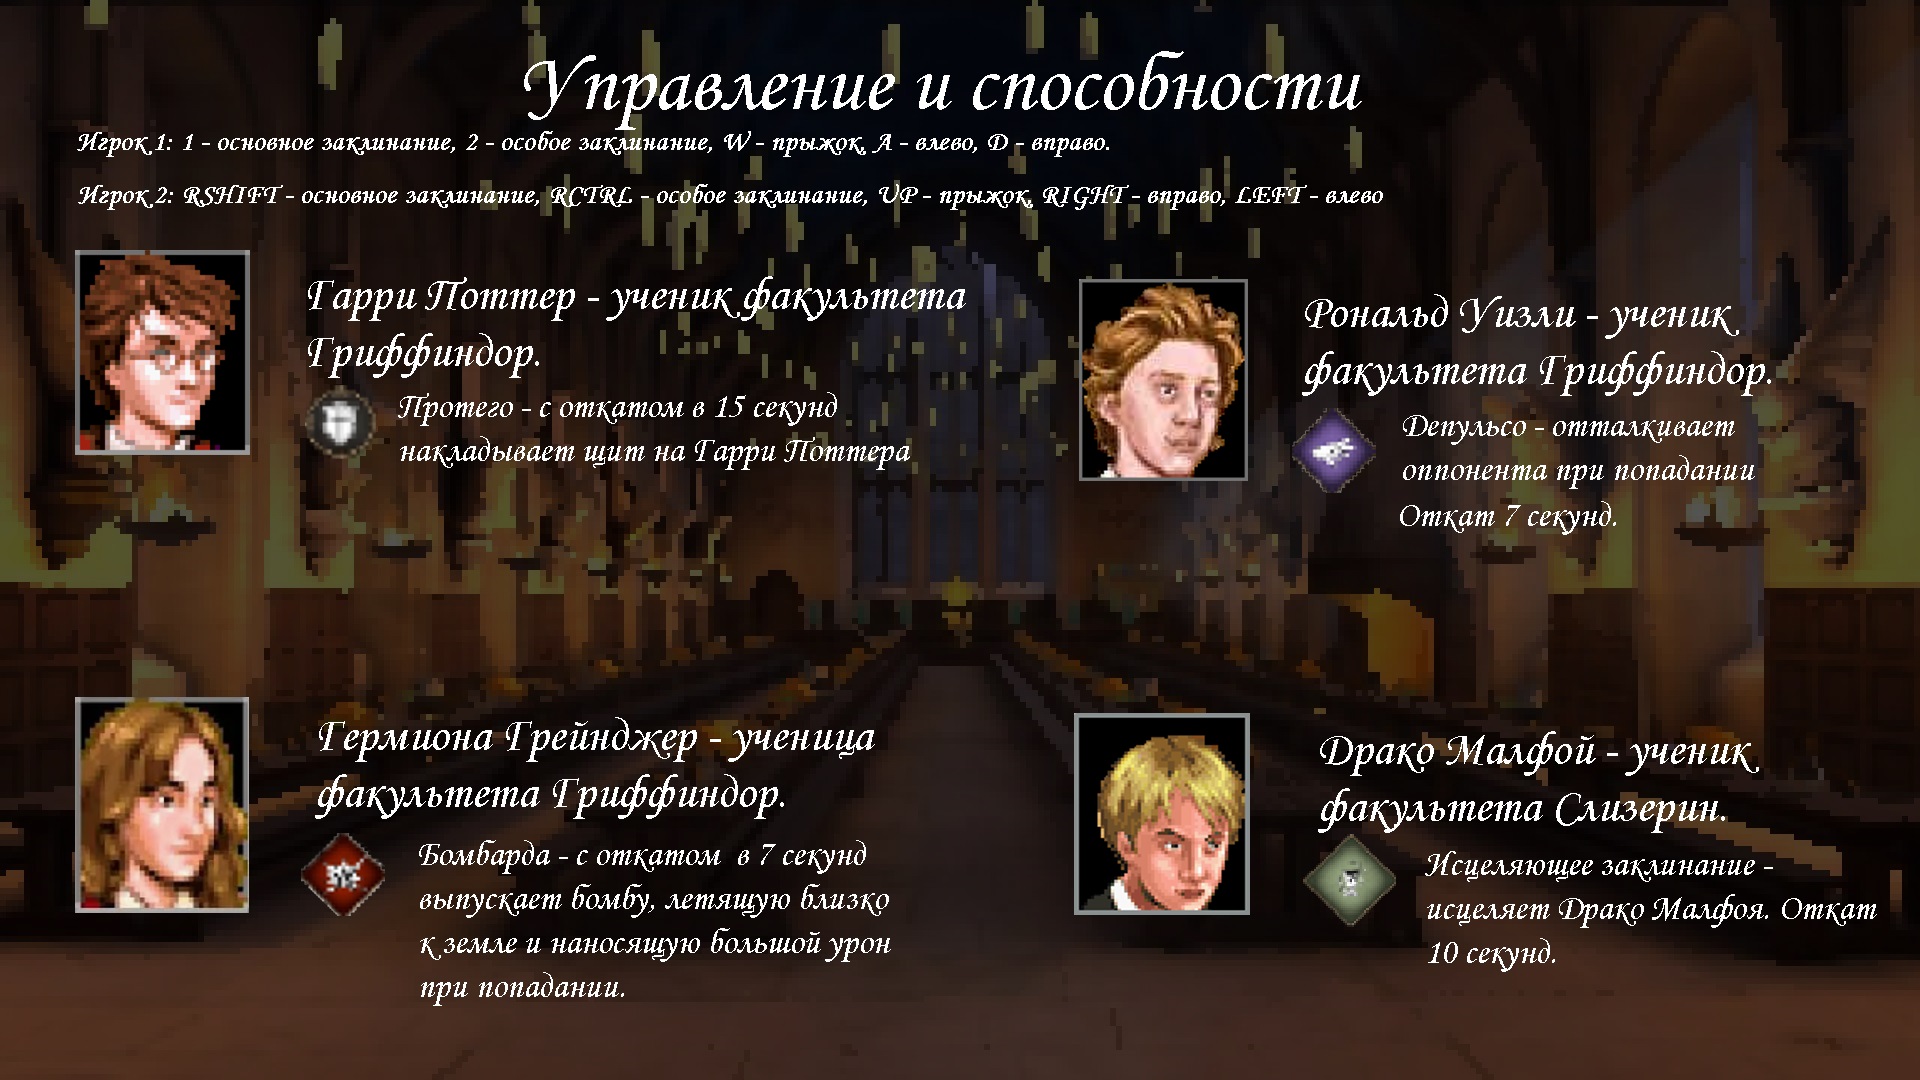 Управление и способности
Игрок 1: 1 - основное заклинание, 2 - особое заклинание, W - прыжок, A - влево, D - вправо.
Игрок 2: RSHIFT - основное заклинание, RCTRL - особое заклинание, UP - прыжок, RIGHT - вправо, LEFT - влево
Гарри Поттер - ученик факультета
Гриффиндор.
Протего - с откатом в 15 секунд
накладывает щит на Гарри Поттера
Рональд Уизли - ученик
факультета Гриффиндор.
Депульсо - отталкивает
оппонента при попадании
Откат 7 секунд.
Гермиона Грейнджер - ученица
факультета Гриффиндор.
Бомбарда - с откатом в 7 секунд
выпускает бомбу, летящую близко
к земле и наносящую большой урон
при попадании.
Драко Малфой - ученик
факультета Слизерин.
Исцеляющее заклинание -
исцеляет Драко Малфоя. Откат
10 секунд.